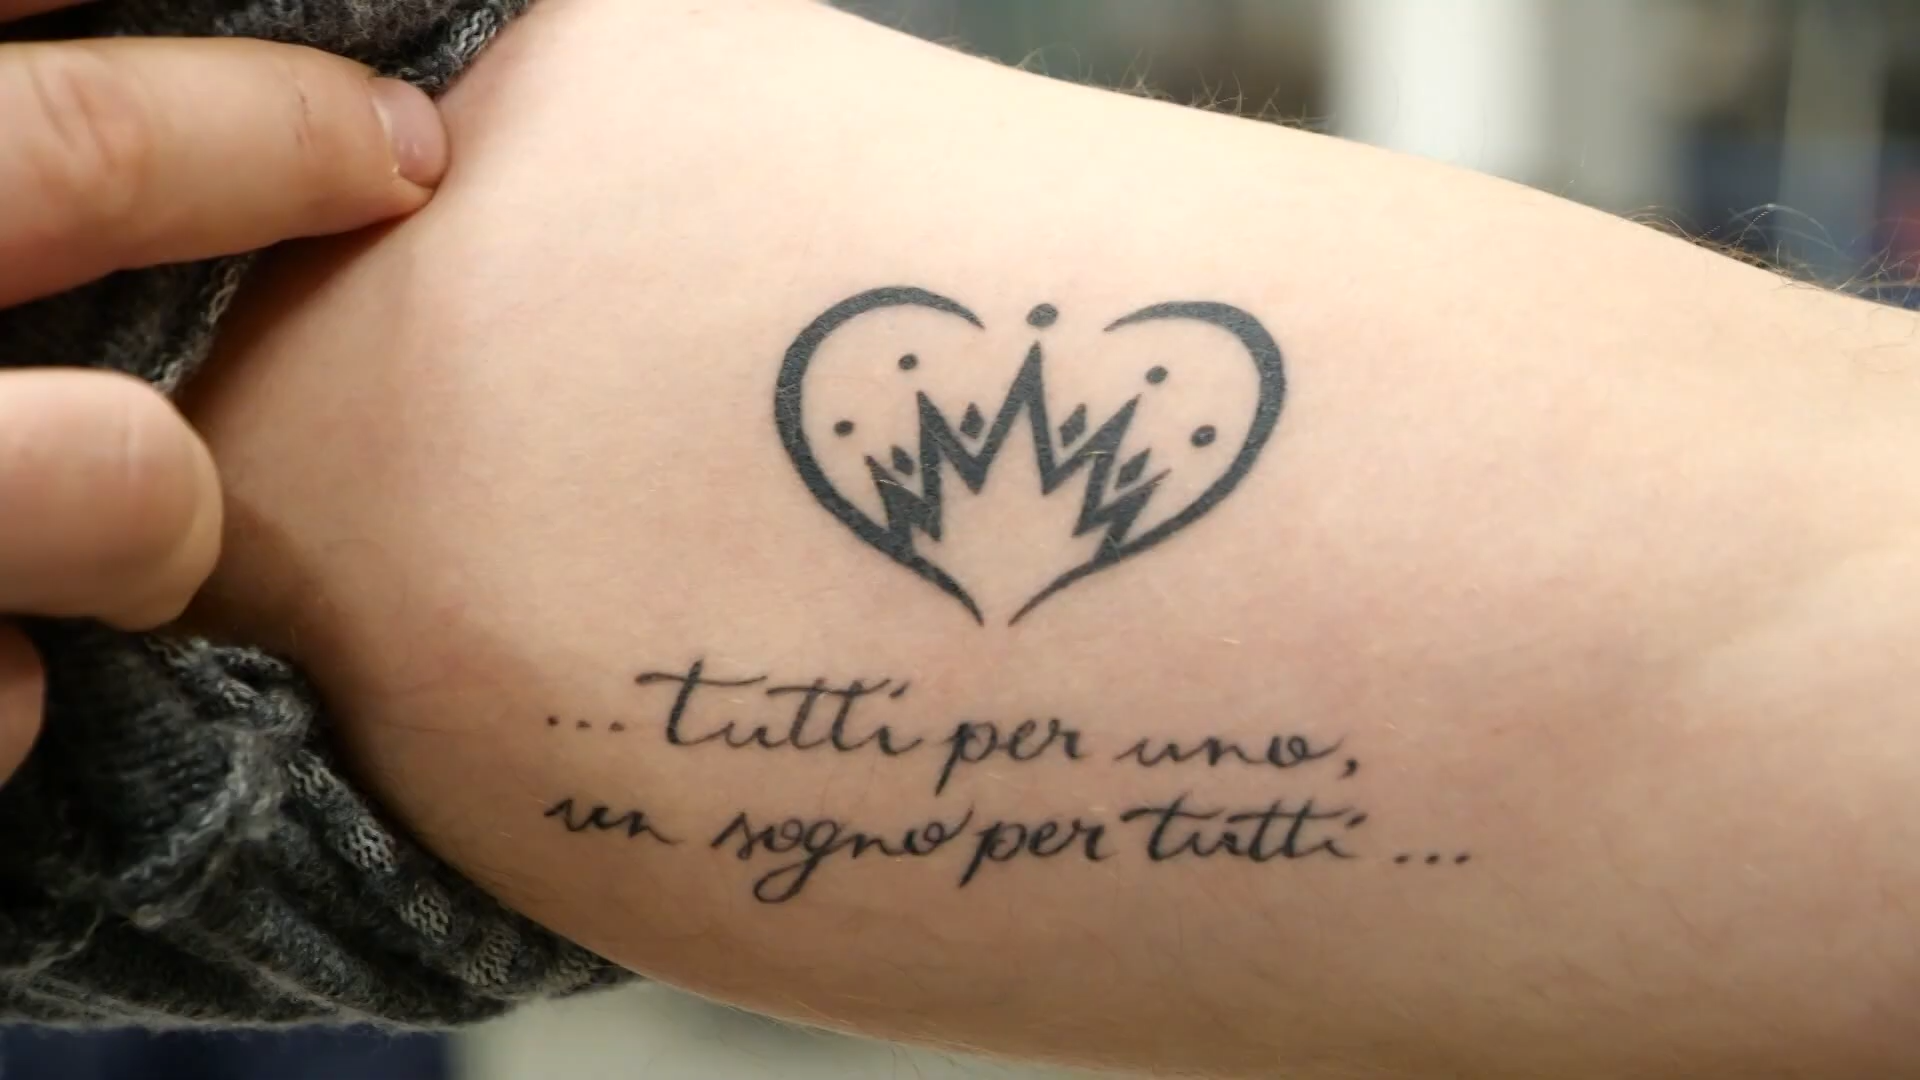 ...tutti per uno,
un sogno per tutti...